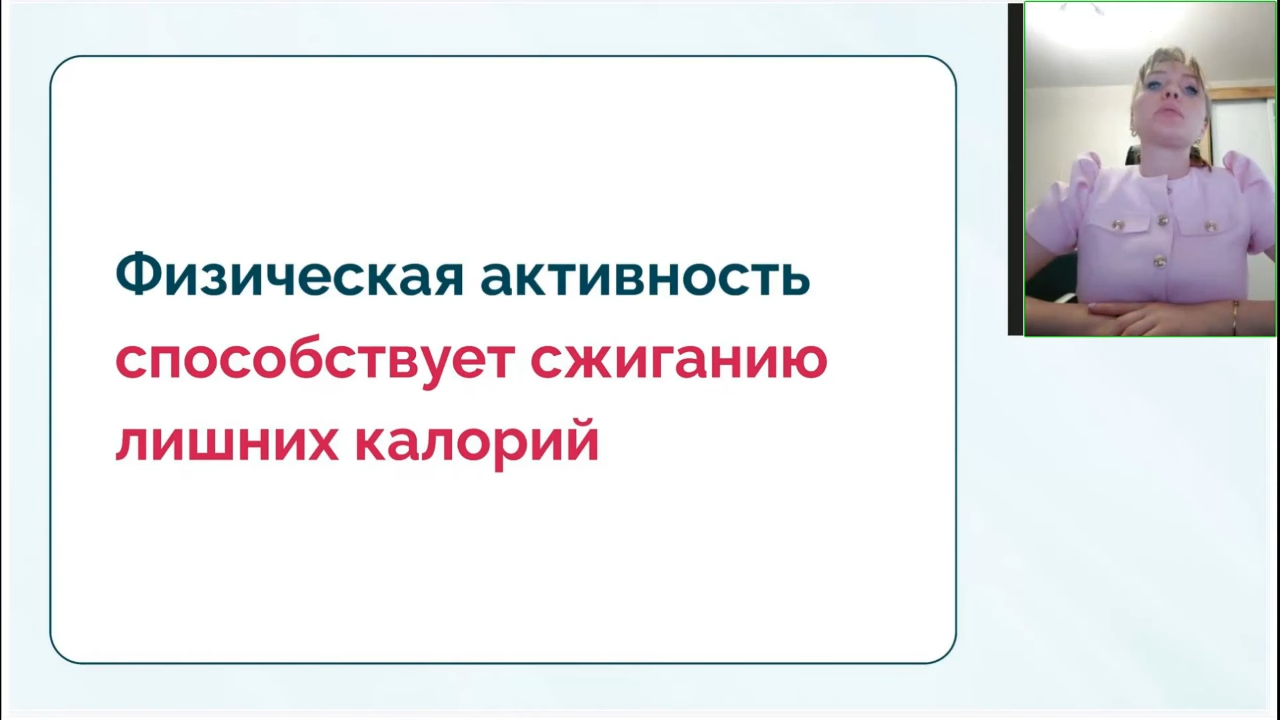 Физическая активность
способствует сжиганию
лишних калорий